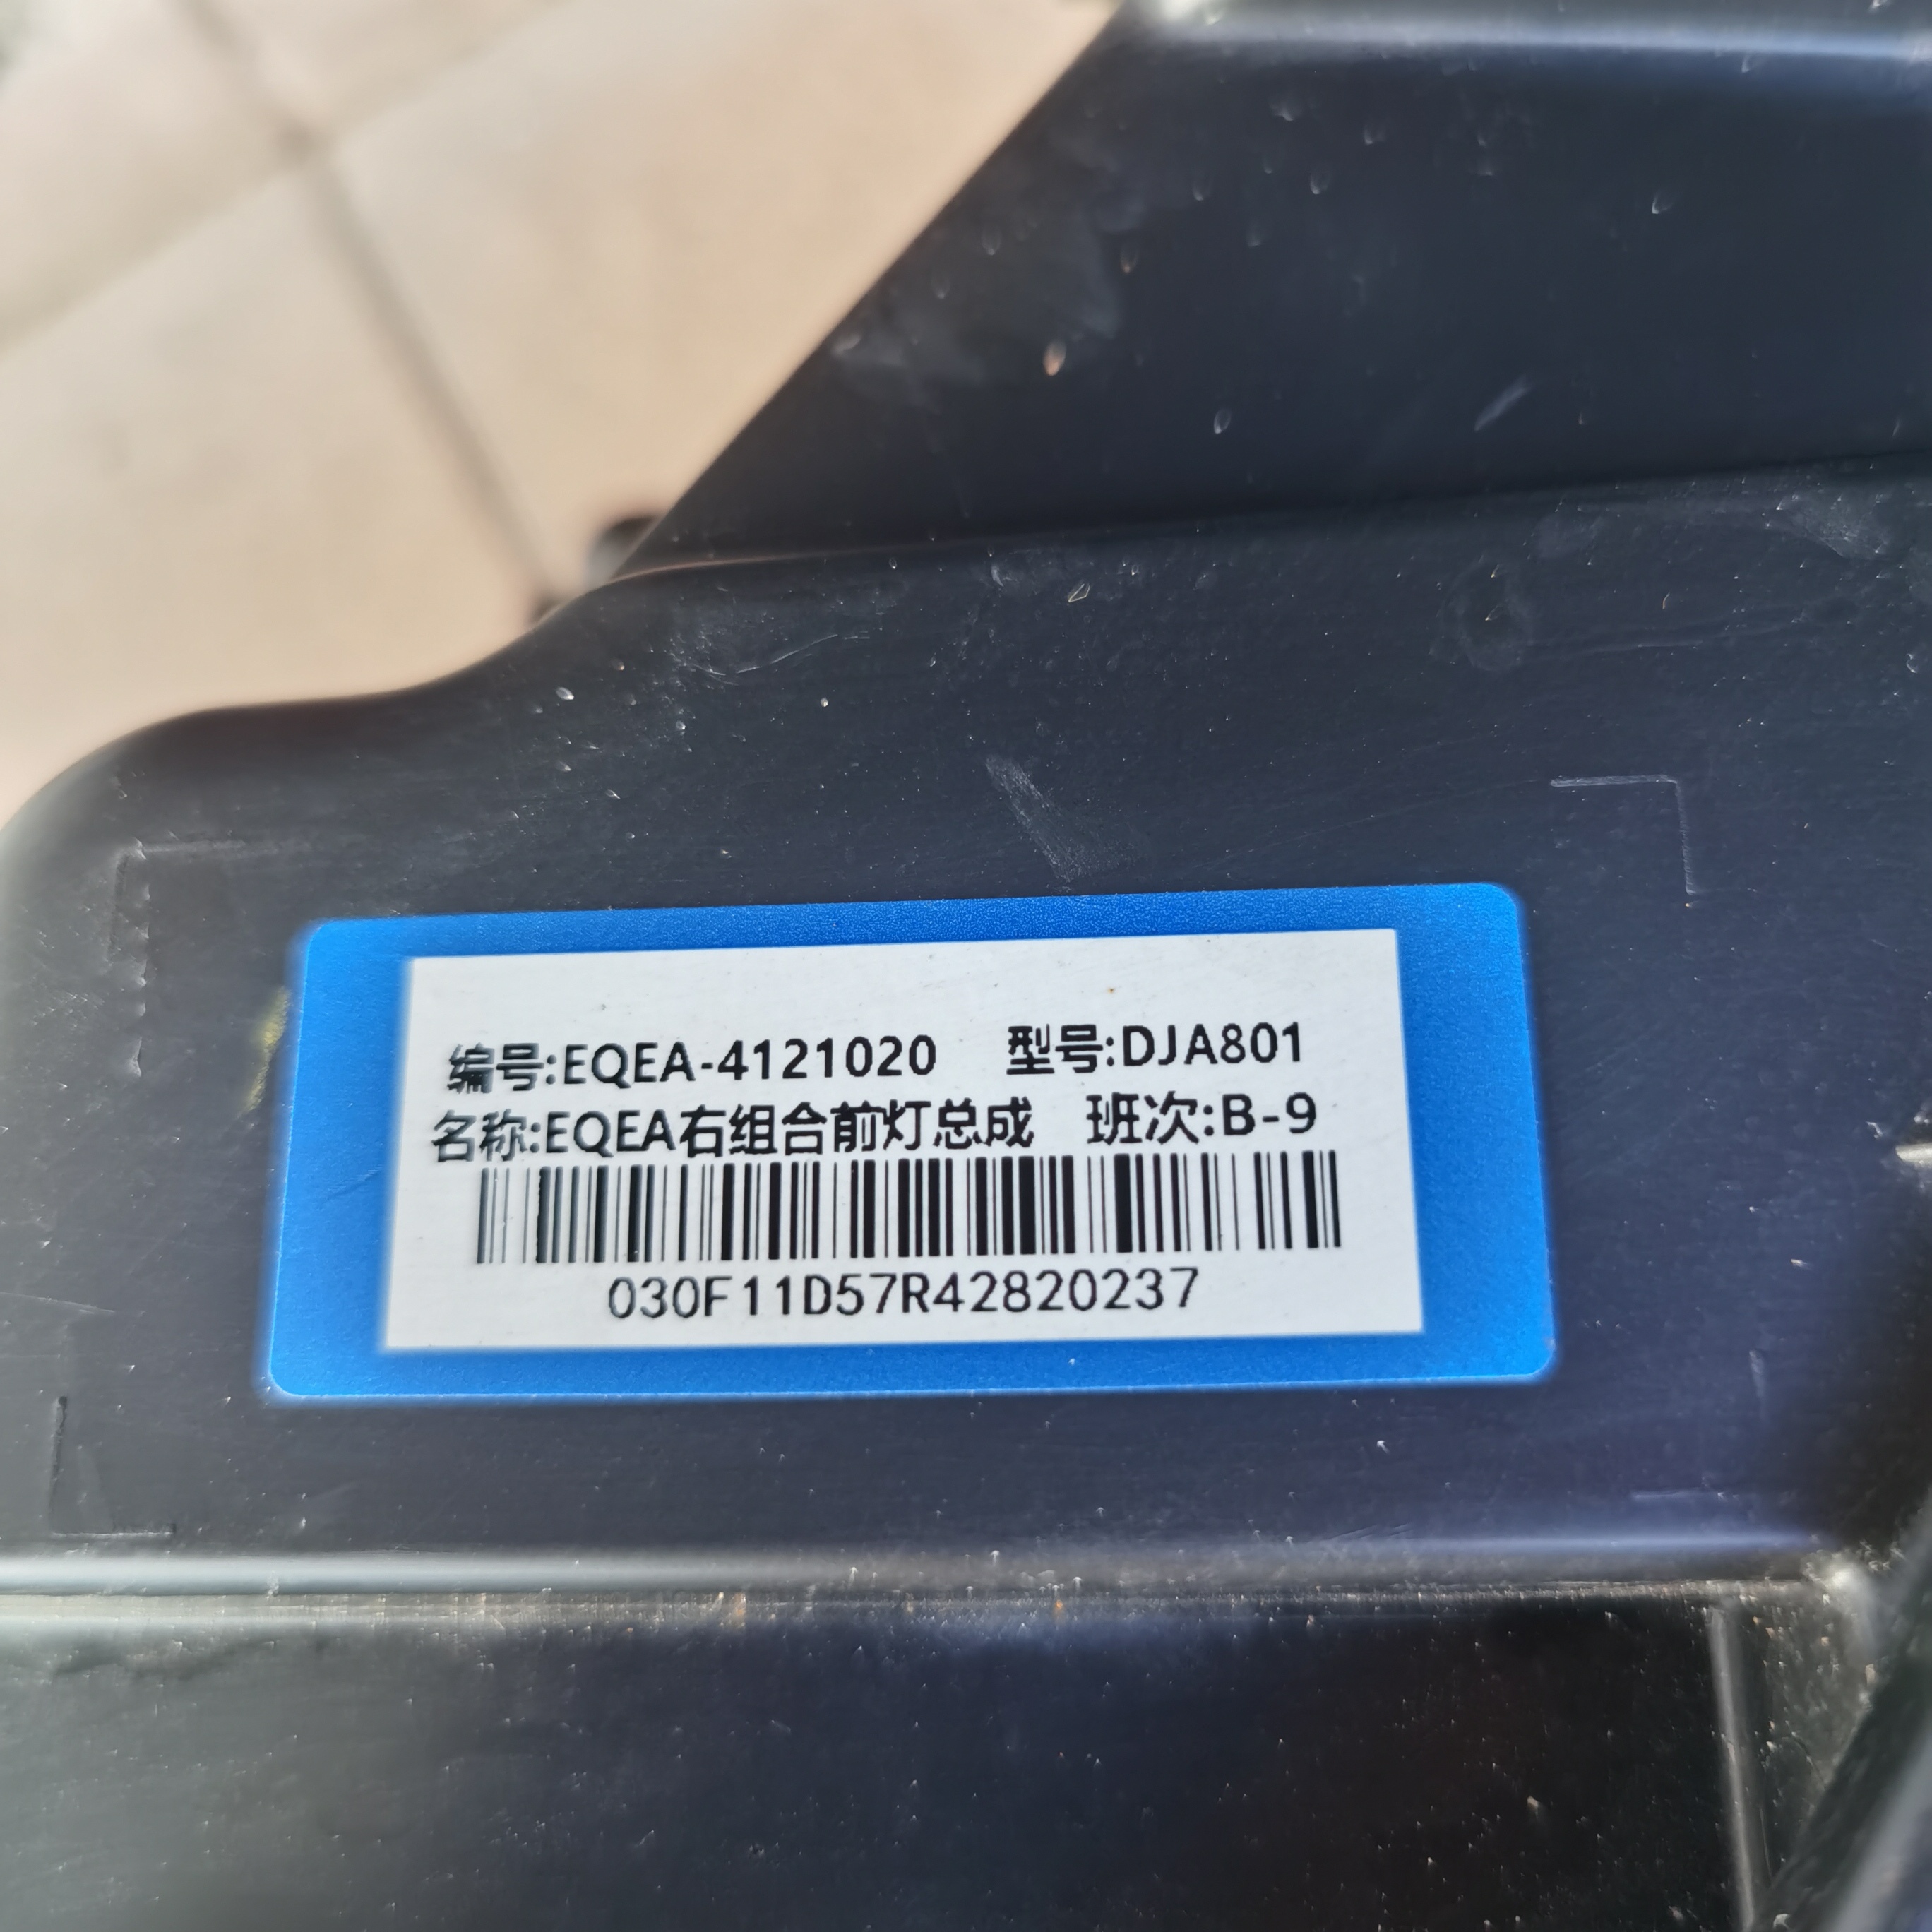 编号:EQEA-4121020 型号:DJA801
名称:EQEA右组合前灯总成 班次:B-9
030F11D57R42820237